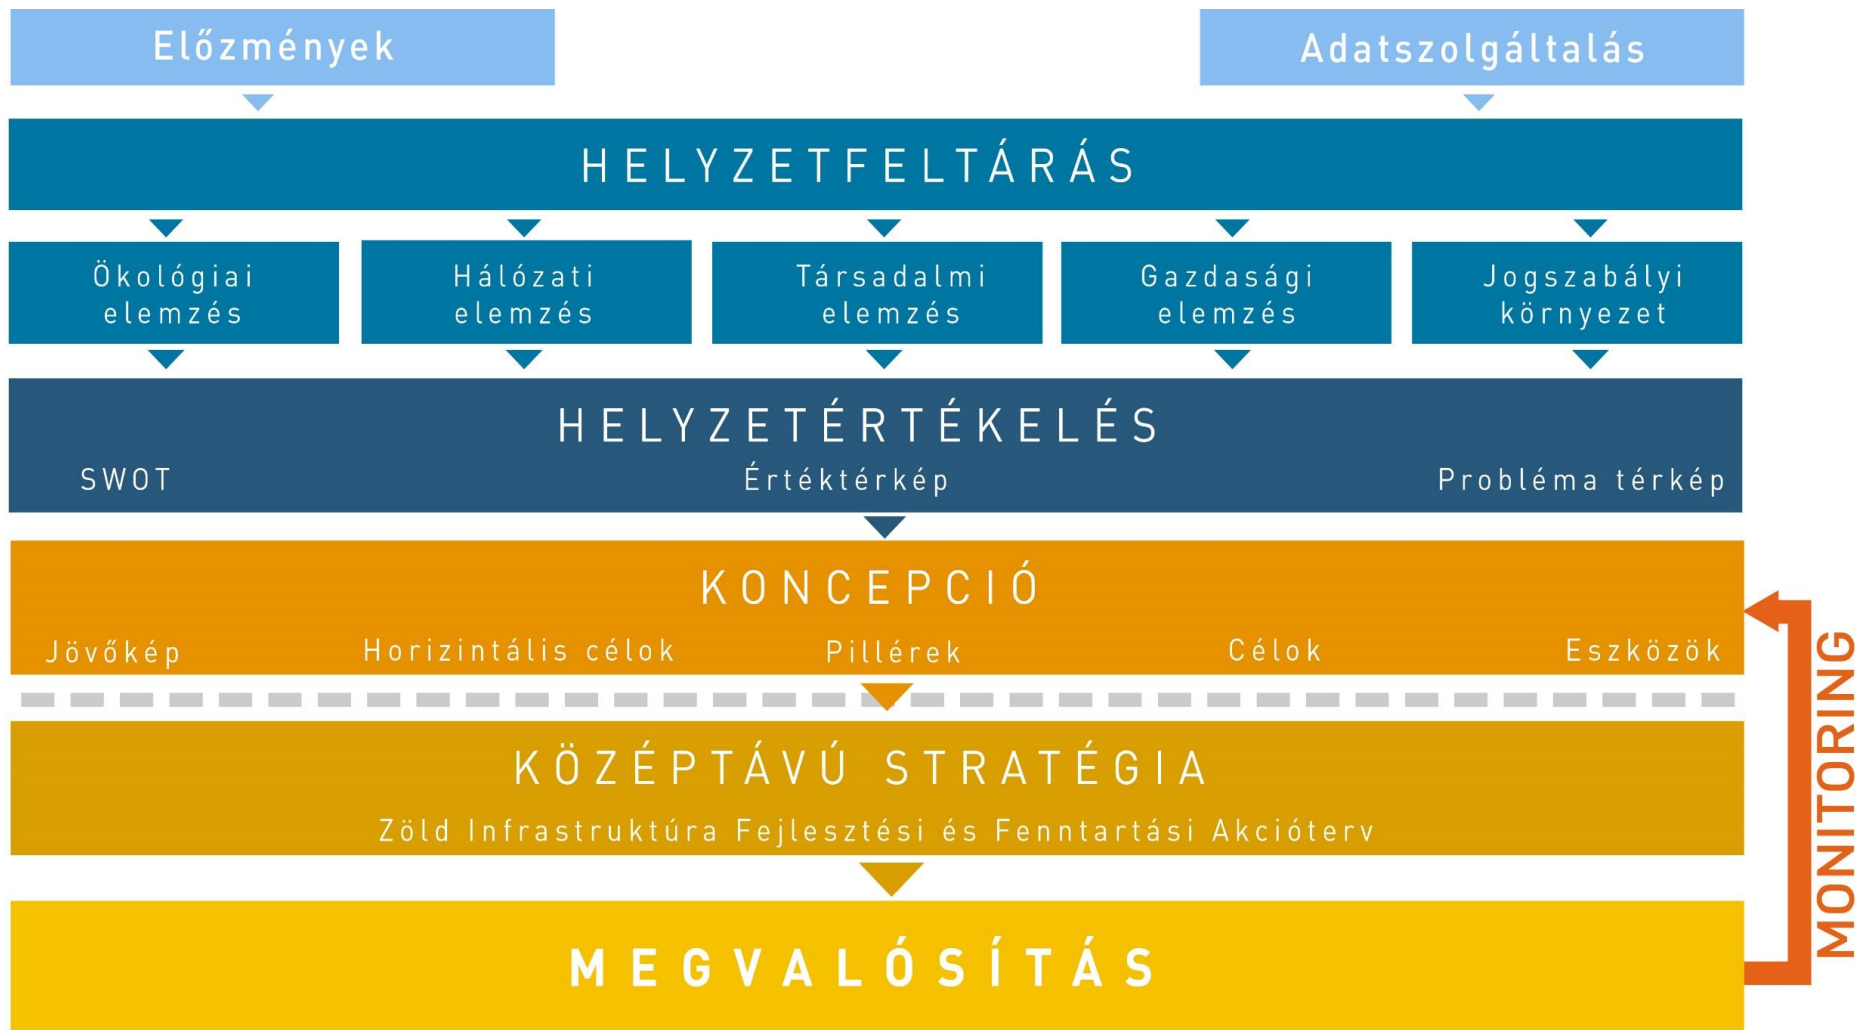 Előzmények
Adatszolgáltalás
HELYZETFELTÁRÁS
Ökológiai
elemzés
Hálózati
elemzés
Társadalmi
elemzés
Gazdasági
elemzés
Jogszabályi
környezet
HELYZETÉRTÉKELÉS
SWOT
Értéktérkép
Probléma térkép
KONCEPCIÓ
Jövőkép
Horizintális célok
Pillérek
Célok
Eszközök
KÖZÉPTÁVÚ STRATÉGIA
Zöld Infrastruktúra Fejlesztési és Fenntartási Akcióterv
MEGVALÓSÍTÁS
MONITORING